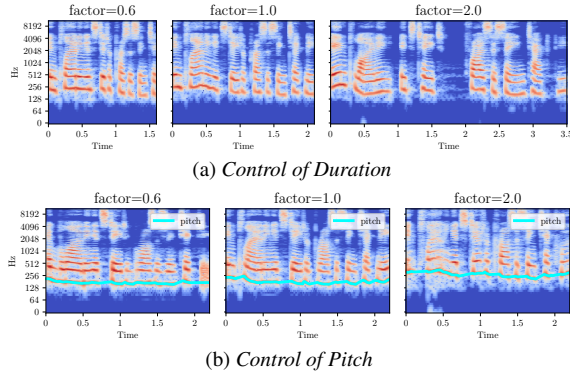 factor=0.6 factor=1.0 factor=2.0
8192
4096
2048
1024
512
256
128
0
Hz
0 0.5 1 1.5 0 0.5 1 1.5 2 0 0.5 1 1.5 2 2.5 3 3.5
Time Time Time
(a) Control of Duration
factor=0.6 factor=1.0 factor=2.0
pitch pitch pitch
8192
4096
2048
1024
512
256
128
64
0
Hz
0 0.5 1 1.5 2 0 0.5 1 1.5 2 0 0.5 1 1.5 2
Time Time Time
(b) Control of Pitch